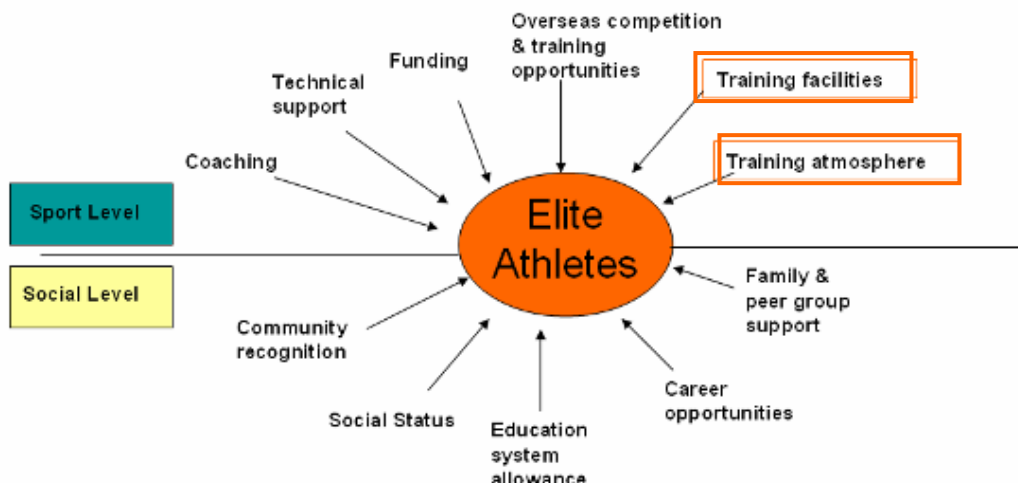 Overseas competition
& training
opportunities
Funding
Training facilities
Technical
support
Training atmosphere
Coaching
Sport Level
Elite
Athletes
Social Level
Family &
peer group
support
Community
recognition
Career
opportunities
Social Status
Education
system
allowance